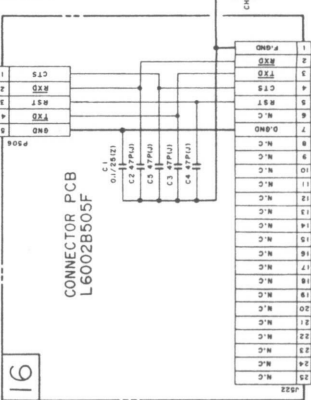 CH
CTS 1
RXD 2
RST 3
TXD 4
GND 5
P506
F.GND 1
RXD 2
TXD 3
CTS 4
RST 5
N.C 6
D.GND 7
N.C 8
N.C 9
N.C 10
N.C 11
N.C 12
N.C 13
N.C 14
N.C 15
N.C 16
N.C 17
N.C 18
N.C 19
N.C 20
N.C 21
N.C 22
N.C 23
N.C 24
N.C 25
J522
C1
0.1/25(Z)
C2 47P(J)
C5 47P(J)
C3 47P(J)
C4 47P(J)
CONNECTOR PCB
L6002B505F
16